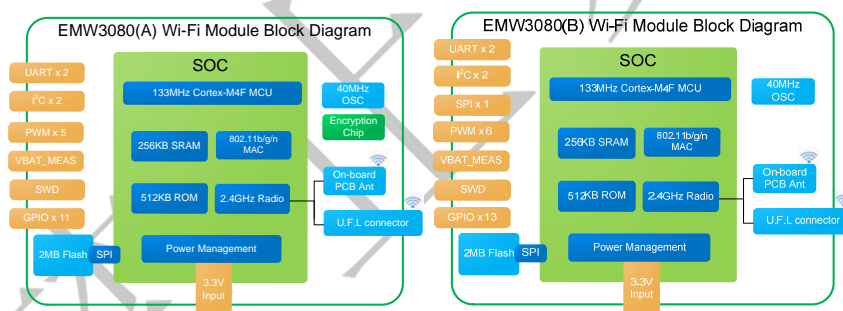 EMW3080(A) Wi-Fi Module Block Diagram
UART x 2
I²C x 2
PWM x 5
VBAT_MEAS
SWD
GPIO x 11
SOC
133MHz Cortex-M4F MCU
256KB SRAM
802.11b/g/n
MAC
512KB ROM
2.4GHz Radio
Power Management
40MHz
OSC
Encryption
Chip
On-board
PCB Ant
U.F.L connector
2MB Flash
SPI
3.3V
Input
EMW3080(B) Wi-Fi Module Block Diagram
UART x 2
I²C x 2
SPI x 1
PWM x 6
VBAT_MEAS
SWD
GPIO x 13
SOC
133MHz Cortex-M4F MCU
256KB SRAM
802.11b/g/n
MAC
512KB ROM
2.4GHz Radio
Power Management
40MHz
OSC
On-board
PCB Ant
U.F.L connector
2MB Flash
SPI
3.3V
Input